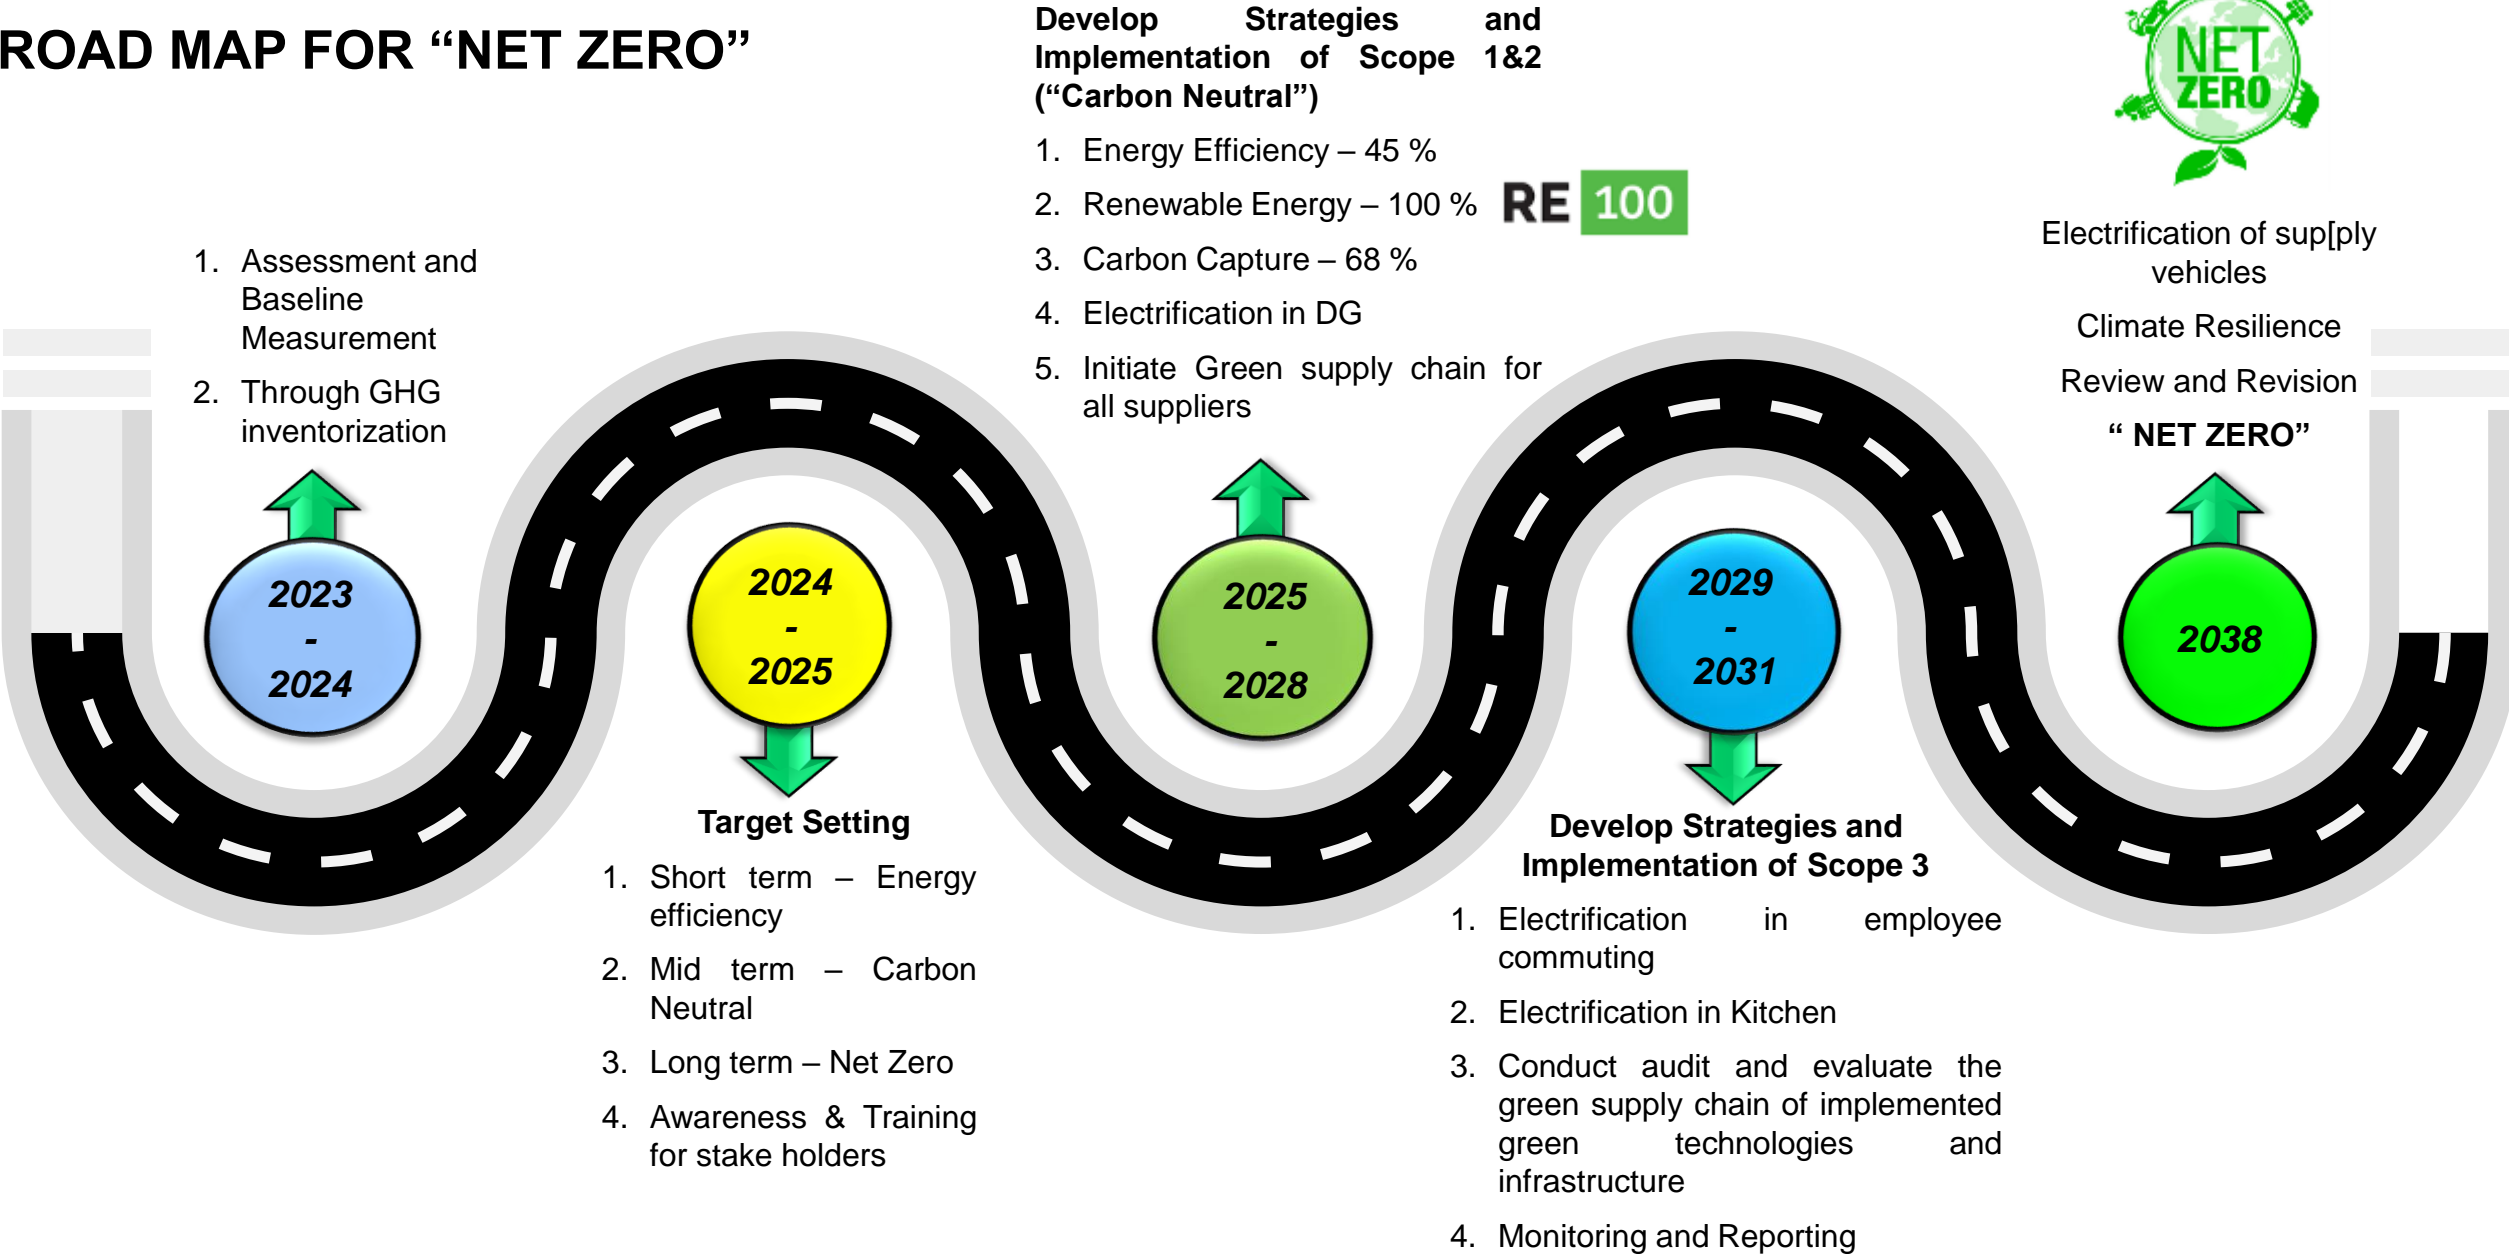 ROAD MAP FOR “NET ZERO”
1. Assessment and
Baseline
Measurement
2. Through GHG
inventorization
2023
-
2024
2024
-
2025
Target Setting
1. Short term – Energy
efficiency
2. Mid term – Carbon
Neutral
3. Long term – Net Zero
4. Awareness & Training
for stake holders
Develop Strategies and
Implementation of Scope 1&2
(“Carbon Neutral”)
1. Energy Efficiency – 45 %
2. Renewable Energy – 100 %
RE 100
3. Carbon Capture – 68 %
4. Electrification in DG
5. Initiate Green supply chain for
all suppliers
2025
-
2028
2029
-
2031
Develop Strategies and
Implementation of Scope 3
1. Electrification in employee
commuting
2. Electrification in Kitchen
3. Conduct audit and evaluate the
green supply chain of implemented
green technologies and
infrastructure
4. Monitoring and Reporting
NET
ZERO
Electrification of sup[ply
vehicles
Climate Resilience
Review and Revision
“ NET ZERO”
2038